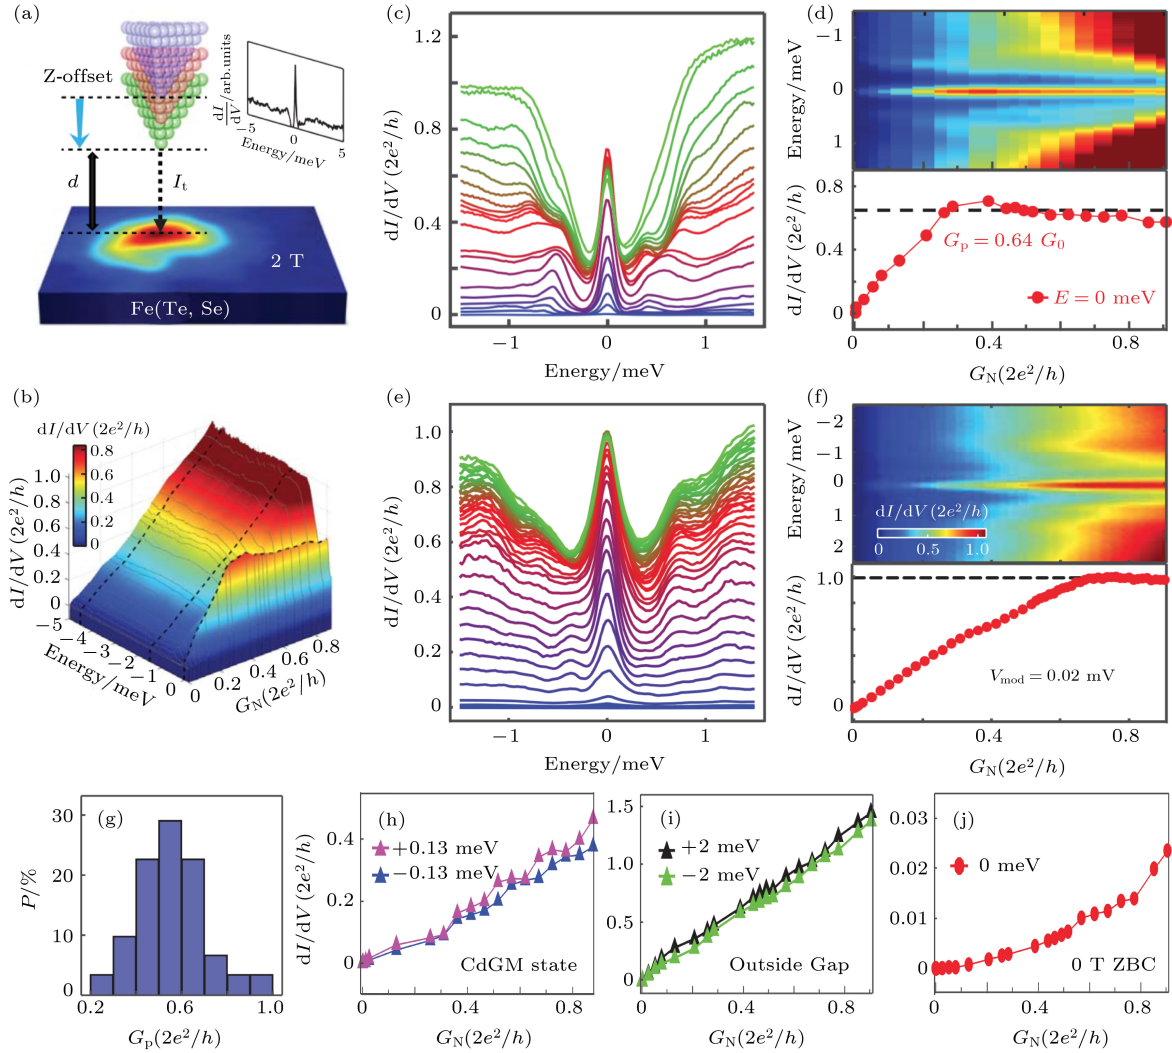 (a)
Z-offset
d
I_t
2 T
Fe(Te, Se)
dI/dV/arb.units
−5
0
5
Energy/meV
(b)
dI/dV (2e²/h)
0.8
0.6
0.4
0.2
0
dI/dV (2e²/h)
1.0
0.8
0.6
0.4
0.2
0
−5
−4
−3
−2
−1
0
Energy/meV
0
0.2
0.4
0.6
0.8
G_N(2e²/h)
(c)
dI/dV (2e²/h)
1.2
0.8
0.4
0
−1
0
1
Energy/meV
(d)
Energy/meV
−1
0
1
dI/dV (2e²/h)
0.8
0.4
0
G_p = 0.64 G_0
E = 0 meV
0
0.4
0.8
G_N(2e²/h)
(e)
dI/dV (2e²/h)
1.0
0.8
0.6
0.4
0.2
0
−1
0
1
Energy/meV
(f)
Energy/meV
−2
−1
0
1
2
dI/dV (2e²/h)
0
0.5
1.0
dI/dV (2e²/h)
1.0
0
V_mod = 0.02 mV
0
0.4
0.8
G_N(2e²/h)
(g)
P/%
30
20
10
0
0.2
0.6
1.0
G_p(2e²/h)
(h)
dI/dV (2e²/h)
0.4
0.2
0
+0.13 meV
−0.13 meV
CdGM state
0
0.4
0.8
G_N(2e²/h)
(i)
1.5
1.0
0.5
0
+2 meV
−2 meV
Outside Gap
0
0.4
0.8
G_N(2e²/h)
(j)
0.03
0.02
0.01
0
0 meV
0 T ZBC
0
0.4
0.8
G_N(2e²/h)